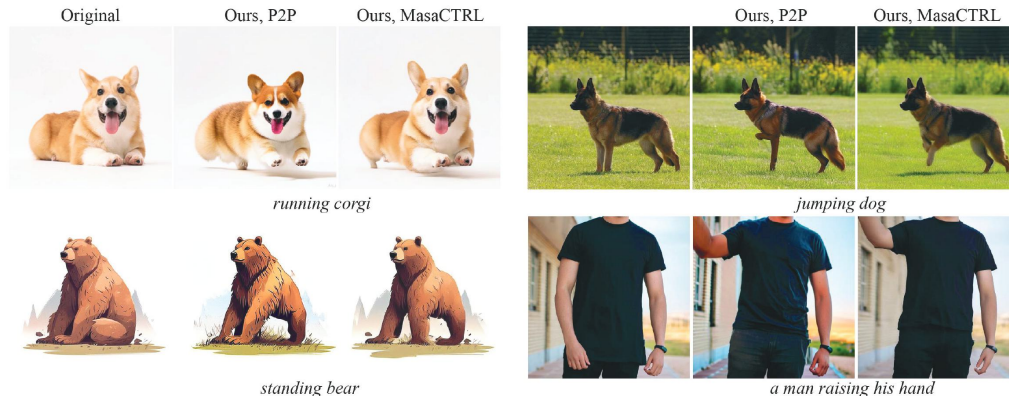 Original Ours, P2P Ours, MasaCTRL
Ours, P2P Ours, MasaCTRL
running corgi
jumping dog
standing bear
a man raising his hand